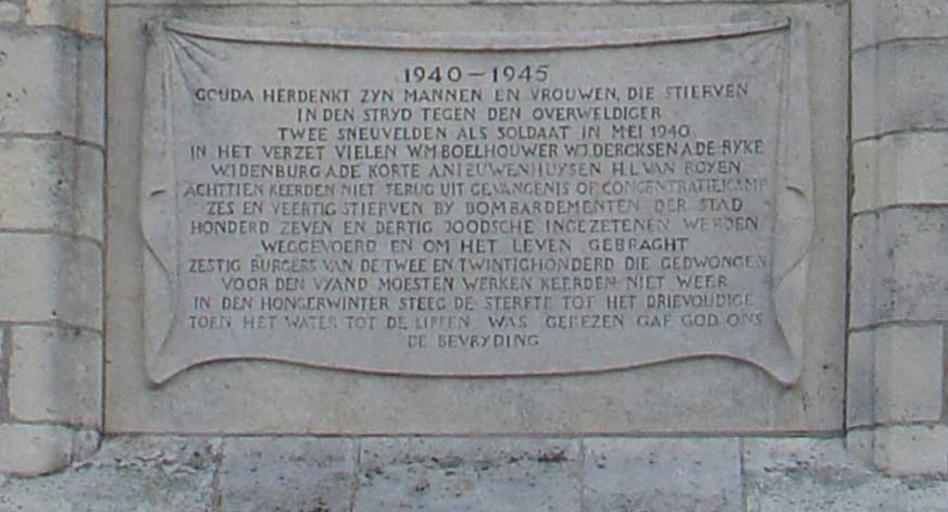 1940 – 1945
GOUDA HERDENKT ZYN MANNEN EN VROUWEN, DIE STIERVEN
IN DEN STRYD TEGEN DEN OVERWELDIGER
TWEE SNEUVELDEN ALS SOLDAAT IN MEI 1940
IN HET VERZET VIELEN W.M.BOELHOUWER W.J.DERCKSEN A.DE RYKE
W.I.DENBURG A.DE KORTE A.NIEUWENHUYSEN H.L.VAN ROYEN
ACHTTIEN KEERDEN NIET TERUG UIT GEVANGENIS OF CONCENTRATIEKAMP
ZES EN VEERTIG STIERVEN BY BOMBARDEMENTEN DER STAD
HONDERD ZEVEN EN DERTIG JOODSCHE INGEZETENEN WERDEN
WEGGEVOERD EN OM HET LEVEN GEBRACHT
ZESTIG BURGERS VAN DE TWEE EN TWINTIGHONDERD DIE GEDWONGEN
VOOR DEN VYAND MOESTEN WERKEN KEERDEN NIET WEER
IN DEN HONGERWINTER STEEG DE STERFTE TOT HET DRIEVOUDIGE
TOEN HET WATER TOT DE LIPPEN WAS GEREZEN GAF GOD ONS
DE BEVRYDING